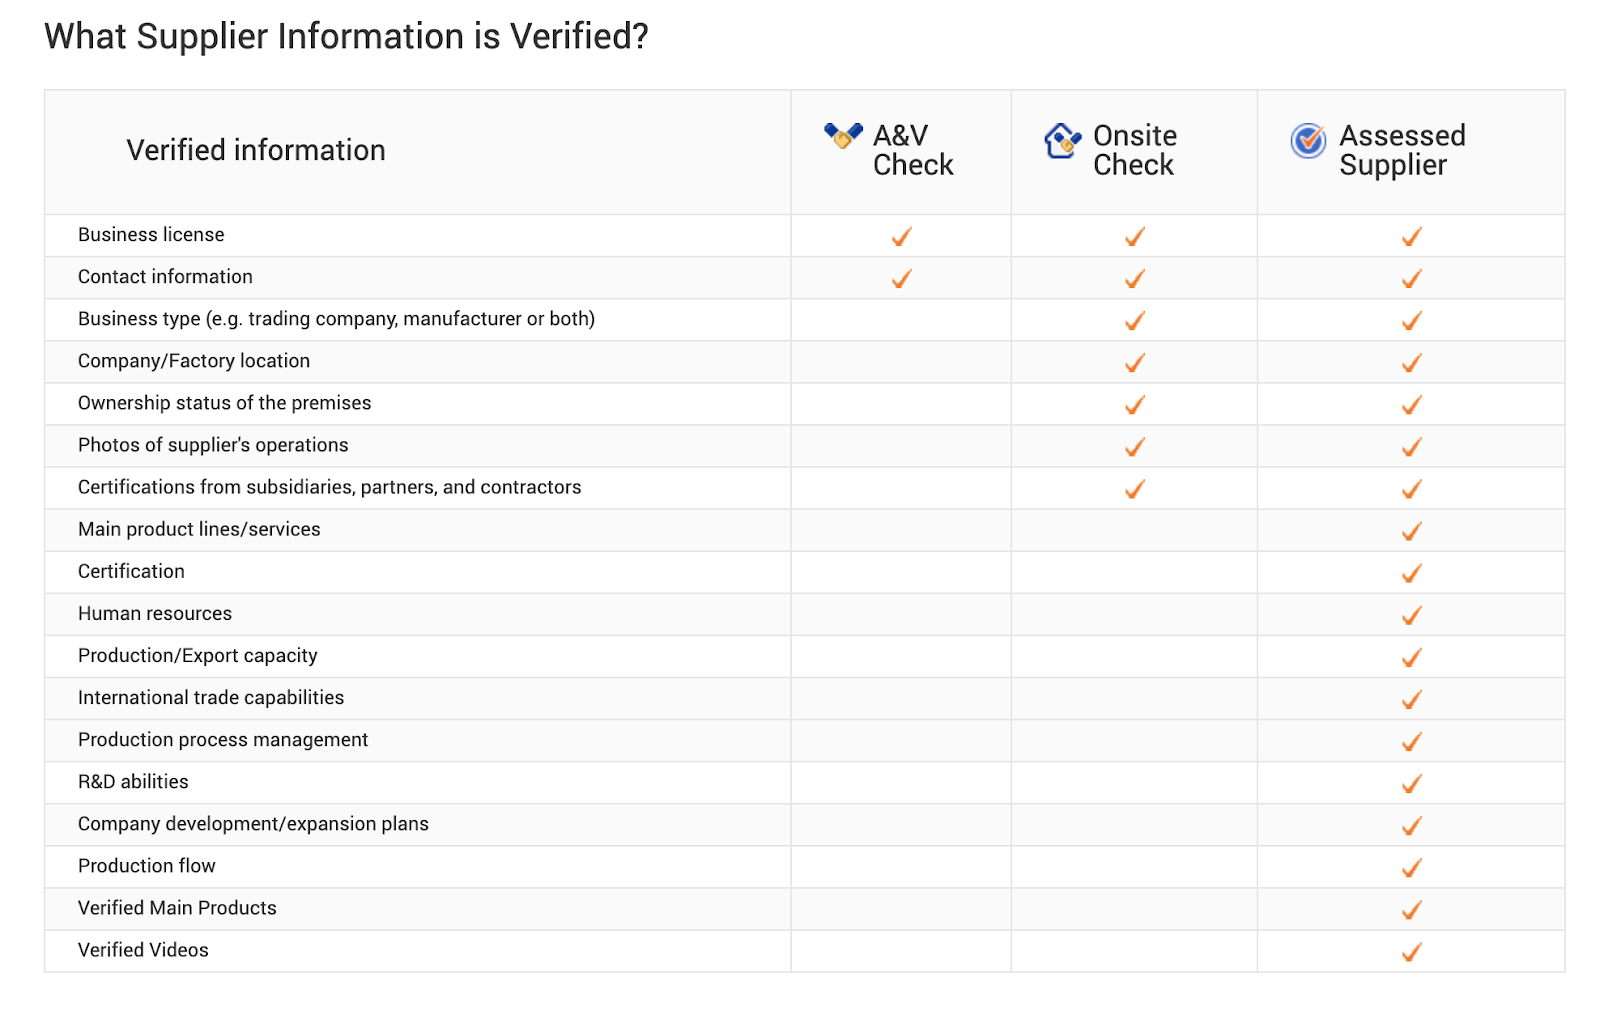 What Supplier Information is Verified?
Verified information
A&V
Check
Onsite
Check
Assessed
Supplier
Business license
Contact information
Business type (e.g. trading company, manufacturer or both)
Company/Factory location
Ownership status of the premises
Photos of supplier's operations
Certifications from subsidiaries, partners, and contractors
Main product lines/services
Certification
Human resources
Production/Export capacity
International trade capabilities
Production process management
R&D abilities
Company development/expansion plans
Production flow
Verified Main Products
Verified Videos